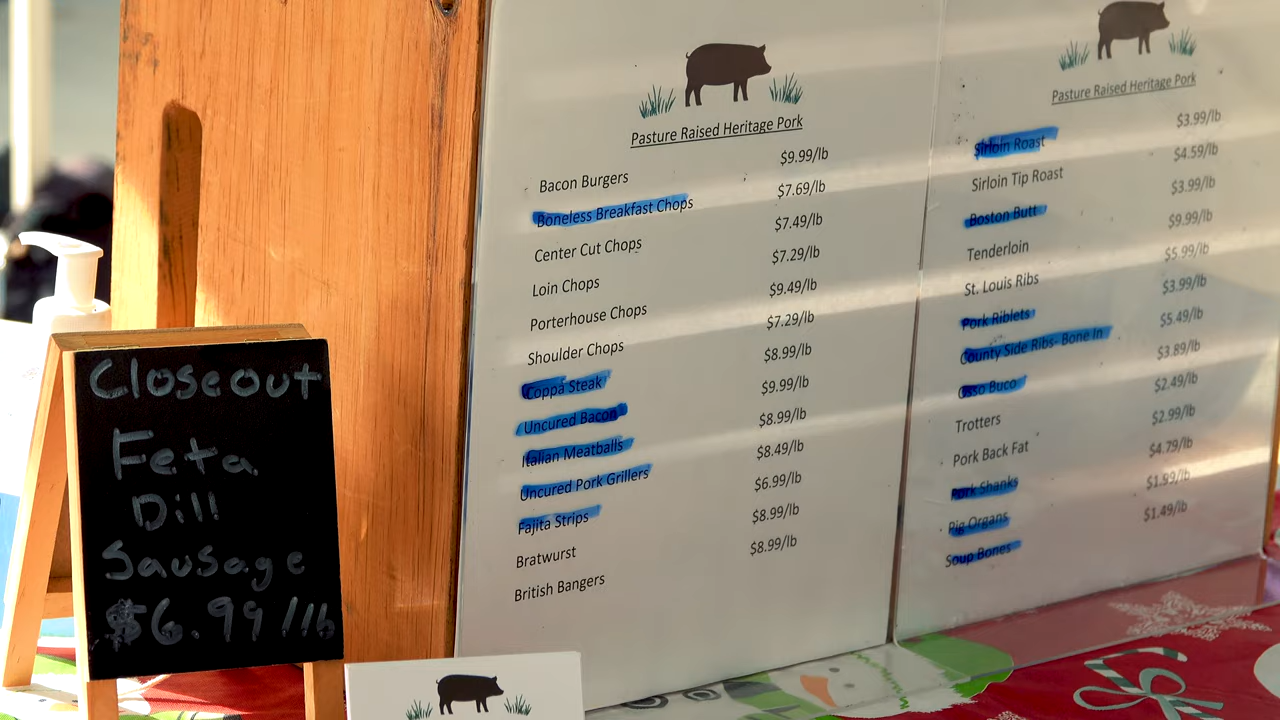 Closeout
Feta
Dill
Sausage
$6.99/lb
Pasture Raised Heritage Pork
Bacon Burgers $9.99/lb
Boneless Breakfast Chops $7.69/lb
Center Cut Chops $7.49/lb
Loin Chops $7.29/lb
Porterhouse Chops $9.49/lb
Shoulder Chops $7.29/lb
Coppa Steak $8.99/lb
Uncured Bacon $9.99/lb
Italian Meatballs $8.99/lb
Uncured Pork Grillers $8.49/lb
Fajita Strips $6.99/lb
Bratwurst $8.99/lb
British Bangers $8.99/lb
Pasture Raised Heritage Pork
Sirloin Roast $3.99/lb
Sirloin Tip Roast $4.59/lb
Boston Butt $3.99/lb
Tenderloin $9.99/lb
St. Louis Ribs $5.99/lb
Pork Riblets $3.99/lb
County Side Ribs- Bone In $5.49/lb
Osso Buco $3.89/lb
Trotters $2.49/lb
Pork Back Fat $2.99/lb
Pork Shanks $4.79/lb
Pig Organs $1.99/lb
Soup Bones $1.49/lb